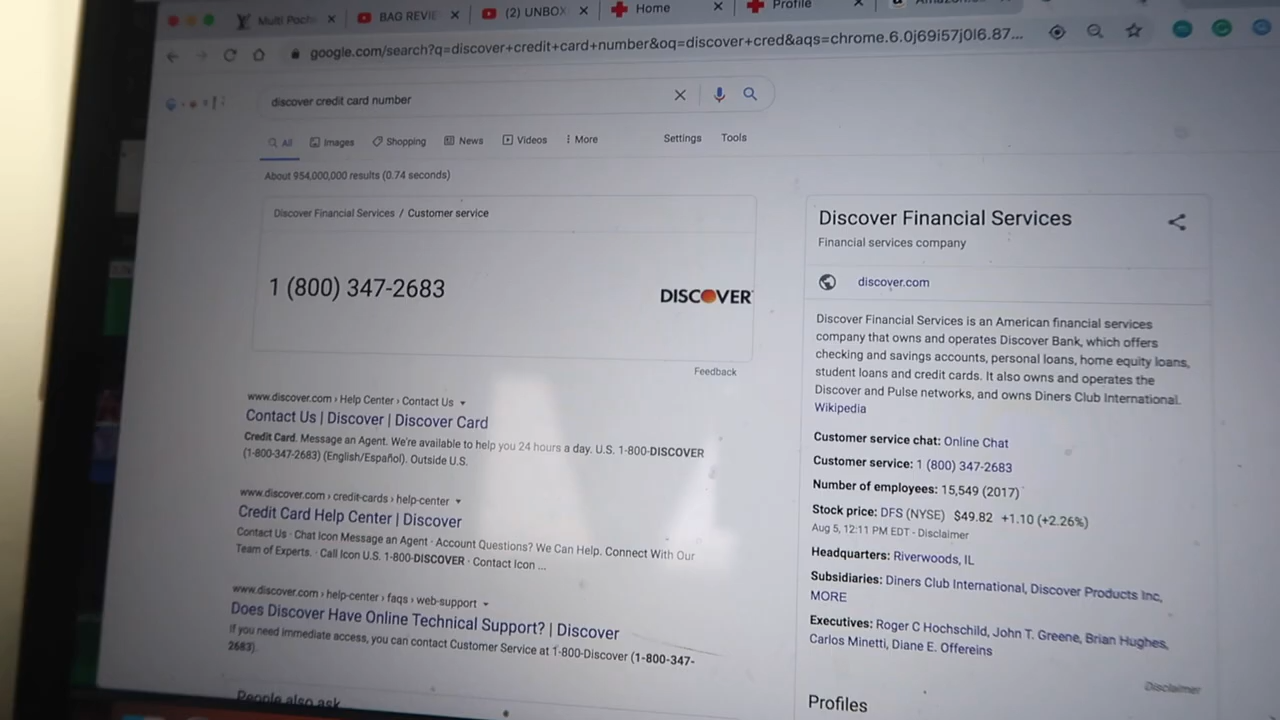 Multi Poch
BAG REVIE
(2) UNBOX
Home
Profile
google.com/search?q=discover+credit+card+number&oq=discover+cred&aqs=chrome.6.0j69i57j0l6.87...
discover credit card number
All Images Shopping News Videos More Settings Tools
About 954,000,000 results (0.74 seconds)
Discover Financial Services / Customer service
1 (800) 347-2683
DISCOVER
Feedback
www.discover.com › Help Center › Contact Us
Contact Us | Discover | Discover Card
Credit Card. Message an Agent. We're available to help you 24 hours a day. U.S. 1-800-DISCOVER
(1-800-347-2683) (English/Español). Outside U.S.
www.discover.com › credit-cards › help-center
Credit Card Help Center | Discover
Contact Us · Chat Icon Message an Agent · Account Questions? We Can Help. Connect With Our
Team of Experts. · Call Icon U.S. 1-800-DISCOVER · Contact Icon ...
www.discover.com › help-center › faqs › web-support
Does Discover Have Online Technical Support? | Discover
If you need immediate access, you can contact Customer Service at 1-800-Discover (1-800-347-
2683).
People also ask
Discover Financial Services
Financial services company
discover.com
Discover Financial Services is an American financial services
company that owns and operates Discover Bank, which offers
checking and savings accounts, personal loans, home equity loans,
student loans and credit cards. It also owns and operates the
Discover and Pulse networks, and owns Diners Club International.
Wikipedia
Customer service chat: Online Chat
Customer service: 1 (800) 347-2683
Number of employees: 15,549 (2017)
Stock price: DFS (NYSE) $49.82 +1.10 (+2.26%)
Aug 5, 12:11 PM EDT - Disclaimer
Headquarters: Riverwoods, IL
Subsidiaries: Diners Club International, Discover Products Inc,
MORE
Executives: Roger C Hochschild, John T. Greene, Brian Hughes,
Carlos Minetti, Diane E. Offereins
Disclaimer
Profiles